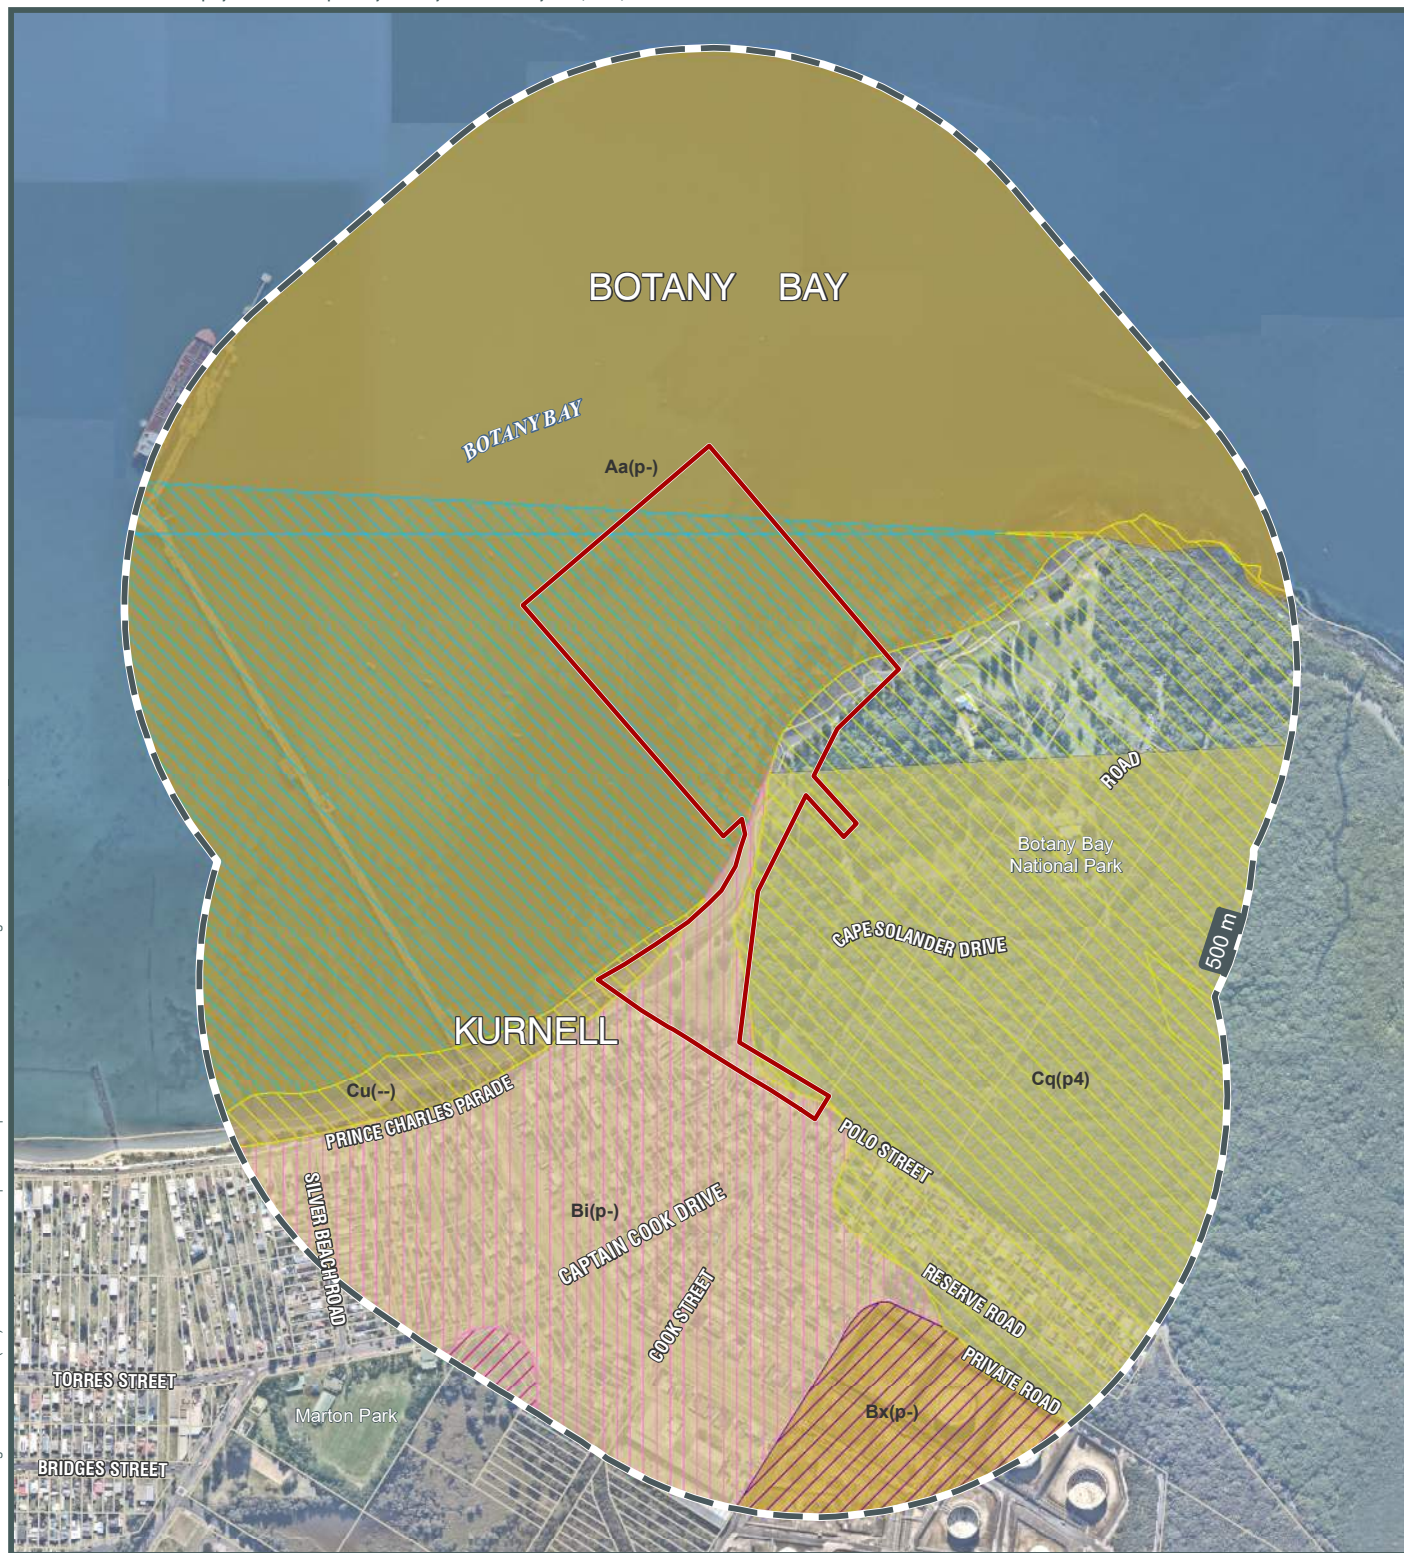 BOTANY BAY
BOTANY BAY
Aa(p-)
ROAD
Botany Bay
National Park
CAPE SOLANDER DRIVE
500 m
KURNELL
Cu(--)
Cq(p4)
PRINCE CHARLES PARADE
POLO STREET
SILVER BEACH ROAD
Bi(p-)
CAPTAIN COOK DRIVE
COOK STREET
RESERVE ROAD
PRIVATE ROAD
TORRES STREET
Marton Park
Bx(p-)
BRIDGES STREET